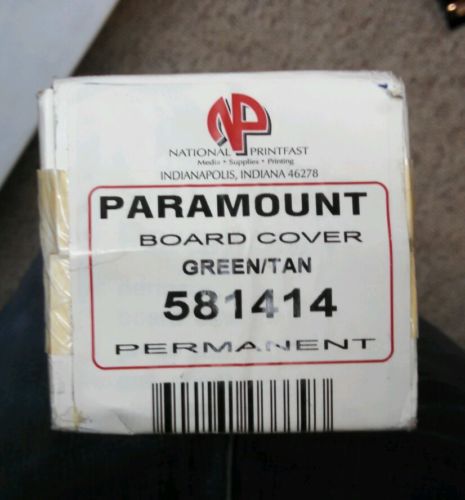 NP
NATIONAL PRINTFAST
Media • Supplies • Printing
INDIANAPOLIS, INDIANA 46278
PARAMOUNT
BOARD COVER
GREEN/TAN
581414
PERMANENT